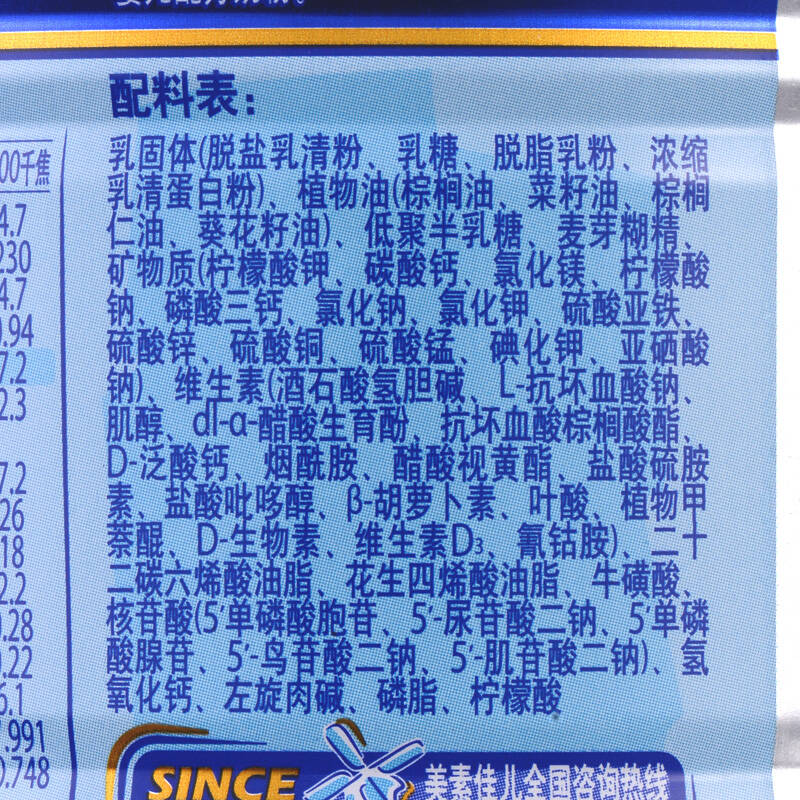 配料表:
00千焦
乳固体(脱盐乳清粉、乳糖、脱脂乳粉、浓缩
乳清蛋白粉)、植物油(棕榈油、菜籽油、棕榈
仁油、葵花籽油)、低聚半乳糖、麦芽糊精、
矿物质(柠檬酸钾、碳酸钙、氯化镁、柠檬酸
钠、磷酸三钙、氯化钠、氯化钾、硫酸亚铁、
硫酸锌、硫酸铜、硫酸锰、碘化钾、亚硒酸
钠)、维生素(酒石酸氢胆碱、L-抗坏血酸钠、
肌醇、dl-α-醋酸生育酚、抗坏血酸棕榈酸酯、
D-泛酸钙、烟酰胺、醋酸视黄酯、盐酸硫胺
素、盐酸吡哆醇、β-胡萝卜素、叶酸、植物甲
萘醌、D-生物素、维生素D3、氰钴胺)、二十
二碳六烯酸油脂、花生四烯酸油脂、牛磺酸、
核苷酸(5'单磷酸胞苷、5'-尿苷酸二钠、5'单磷
酸腺苷、5'-鸟苷酸二钠、5'-肌苷酸二钠)、氢
氧化钙、左旋肉碱、磷脂、柠檬酸
4.7
230
4.7
.94
7.2
2.3
7.2
26
18
2.2
.28
.22
6.1
.991
0.748
SINCE
美素佳儿全国咨询热线